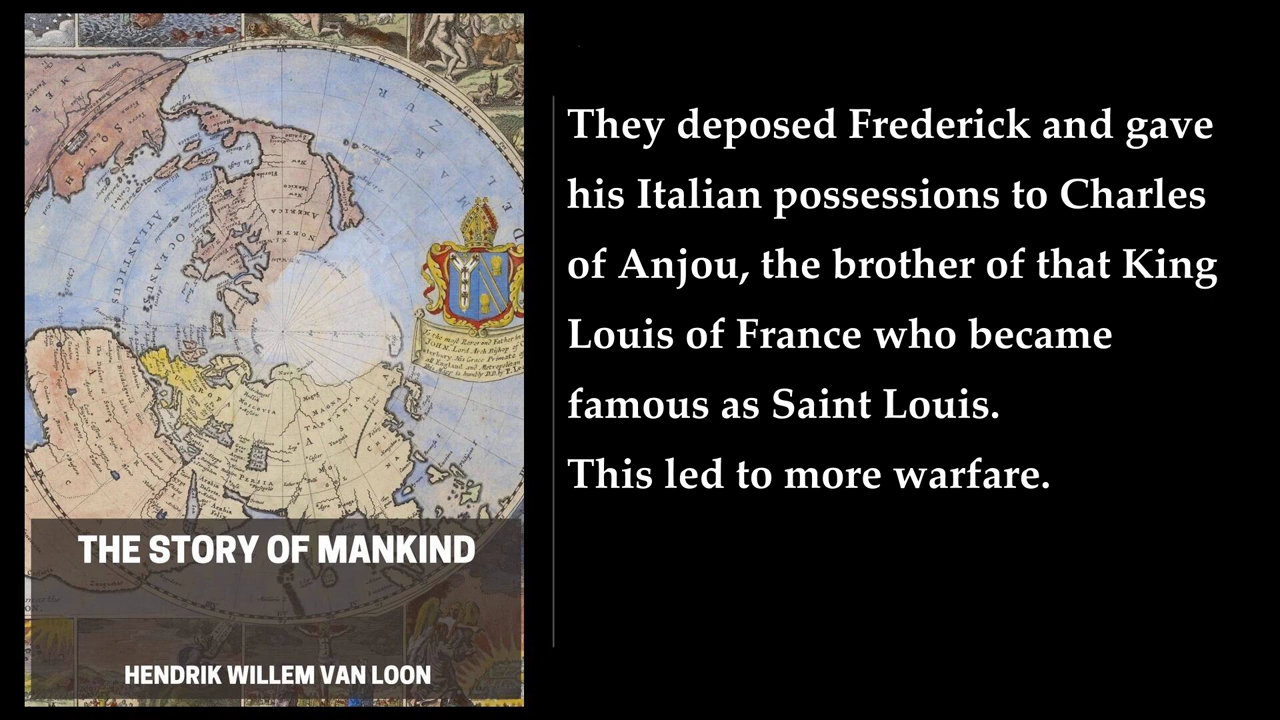 They deposed Frederick and gave
his Italian possessions to Charles
of Anjou, the brother of that King
Louis of France who became
famous as Saint Louis.
This led to more warfare.
THE STORY OF MANKIND
HENDRIK WILLEM VAN LOON